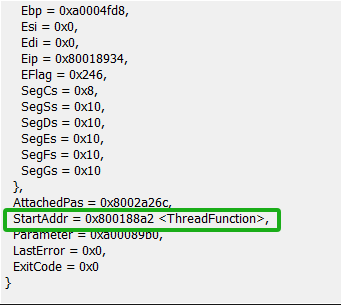 Ebp = 0xa0004fd8,
Esi = 0x0,
Edi = 0x0,
Eip = 0x80018934,
EFlag = 0x246,
SegCs = 0x8,
SegSs = 0x10,
SegDs = 0x10,
SegEs = 0x10,
SegFs = 0x10,
SegGs = 0x10
},
AttachedPas = 0x8002a26c,
StartAddr = 0x800188a2 <ThreadFunction>,
Parameter = 0xa00089b0,
LastError = 0x0,
ExitCode = 0x0
}